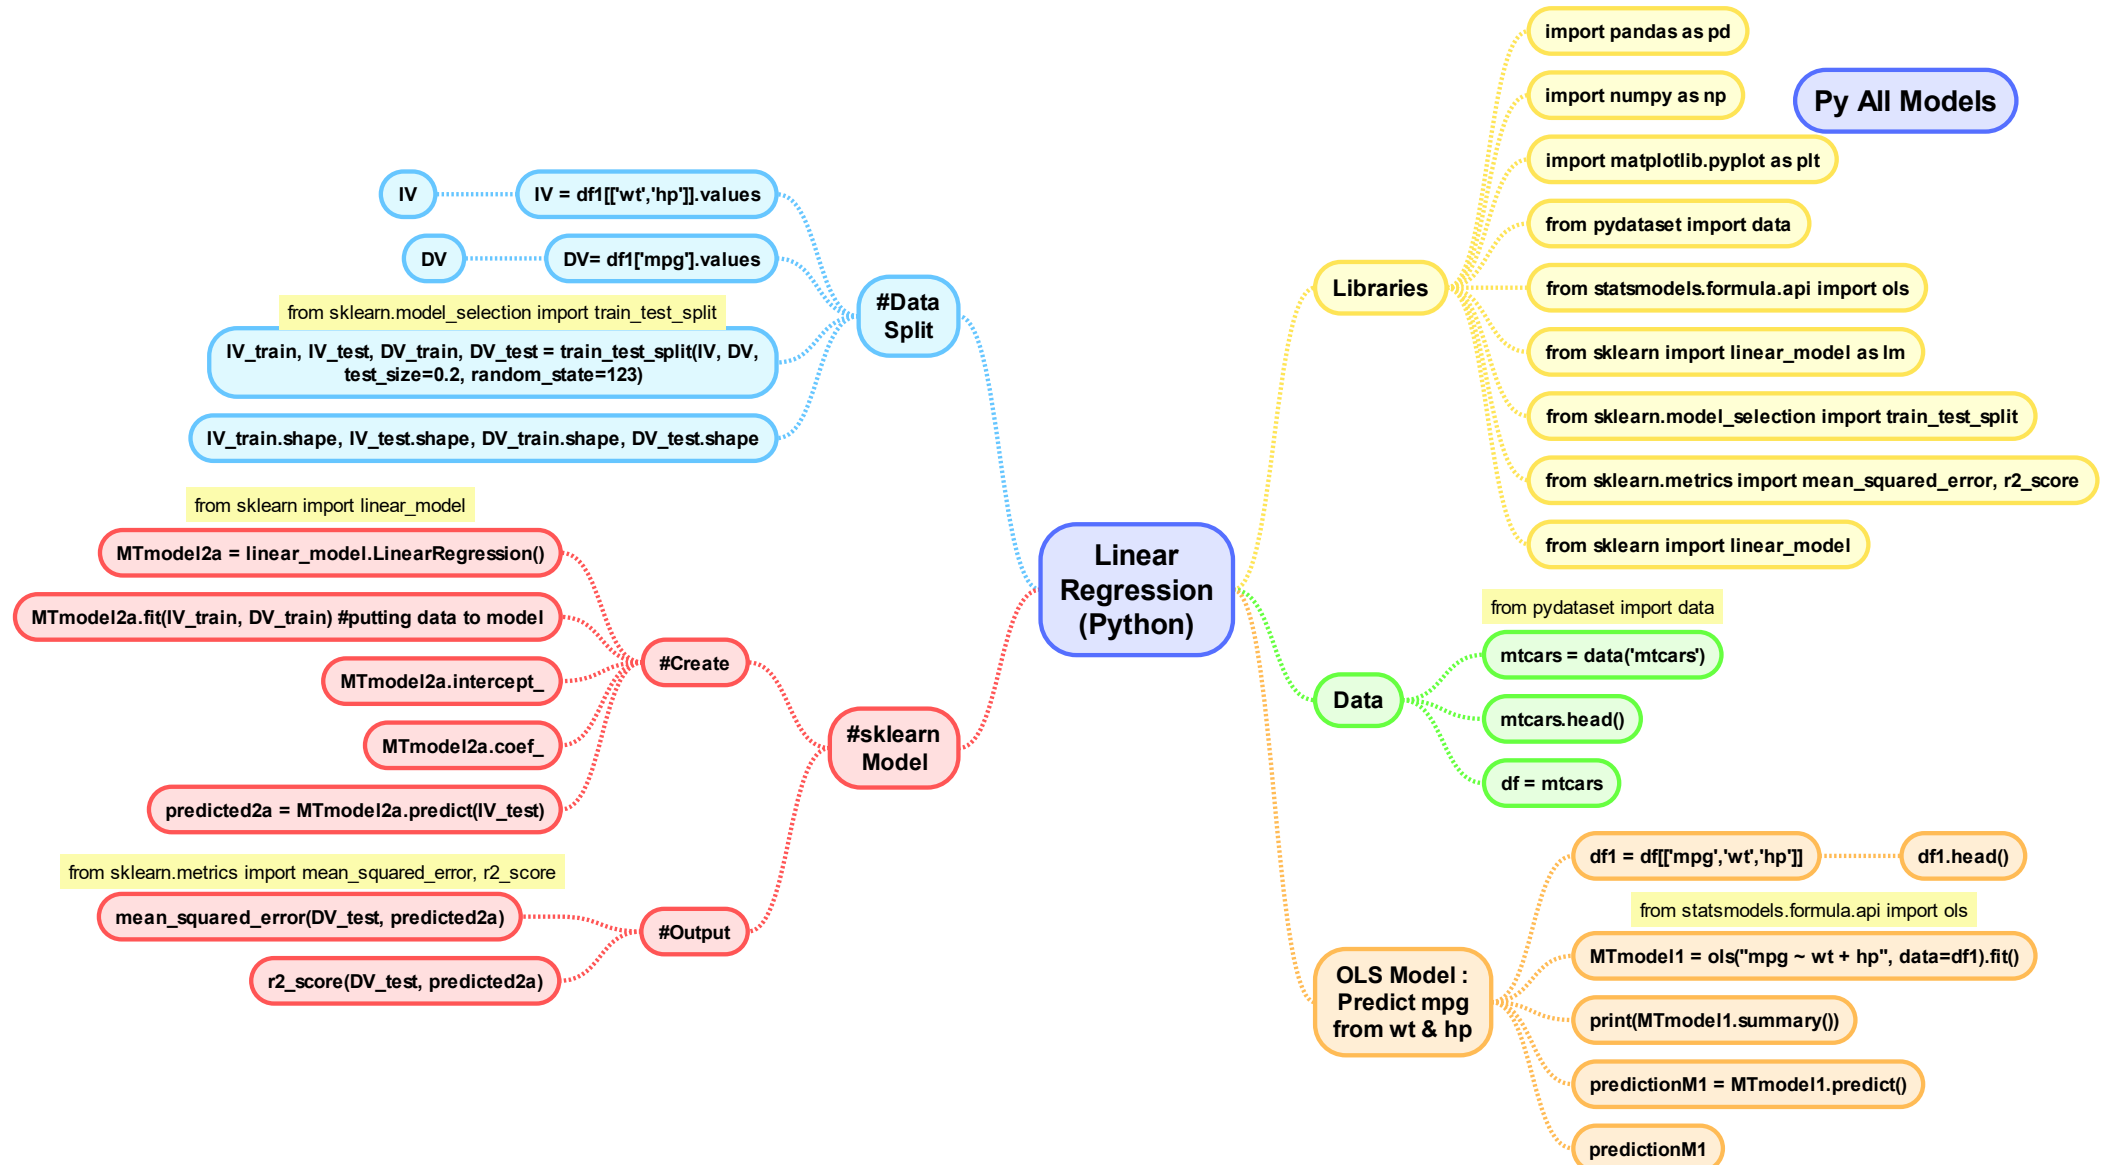 Py All Models
Linear
Regression
(Python)
Libraries
import pandas as pd
import numpy as np
import matplotlib.pyplot as plt
from pydataset import data
from statsmodels.formula.api import ols
from sklearn import linear_model as lm
from sklearn.model_selection import train_test_split
from sklearn.metrics import mean_squared_error, r2_score
from sklearn import linear_model
Data
from pydataset import data
mtcars = data('mtcars')
mtcars.head()
df = mtcars
OLS Model :
Predict mpg
from wt & hp
df1 = df[['mpg','wt','hp']]
df1.head()
from statsmodels.formula.api import ols
MTmodel1 = ols("mpg ~ wt + hp", data=df1).fit()
print(MTmodel1.summary())
predictionM1 = MTmodel1.predict()
predictionM1
#Data
Split
IV = df1[['wt','hp']].values
IV
DV= df1['mpg'].values
DV
from sklearn.model_selection import train_test_split
IV_train, IV_test, DV_train, DV_test = train_test_split(IV, DV,
test_size=0.2, random_state=123)
IV_train.shape, IV_test.shape, DV_train.shape, DV_test.shape
#sklearn
Model
#Create
from sklearn import linear_model
MTmodel2a = linear_model.LinearRegression()
MTmodel2a.fit(IV_train, DV_train) #putting data to model
MTmodel2a.intercept_
MTmodel2a.coef_
predicted2a = MTmodel2a.predict(IV_test)
#Output
from sklearn.metrics import mean_squared_error, r2_score
mean_squared_error(DV_test, predicted2a)
r2_score(DV_test, predicted2a)